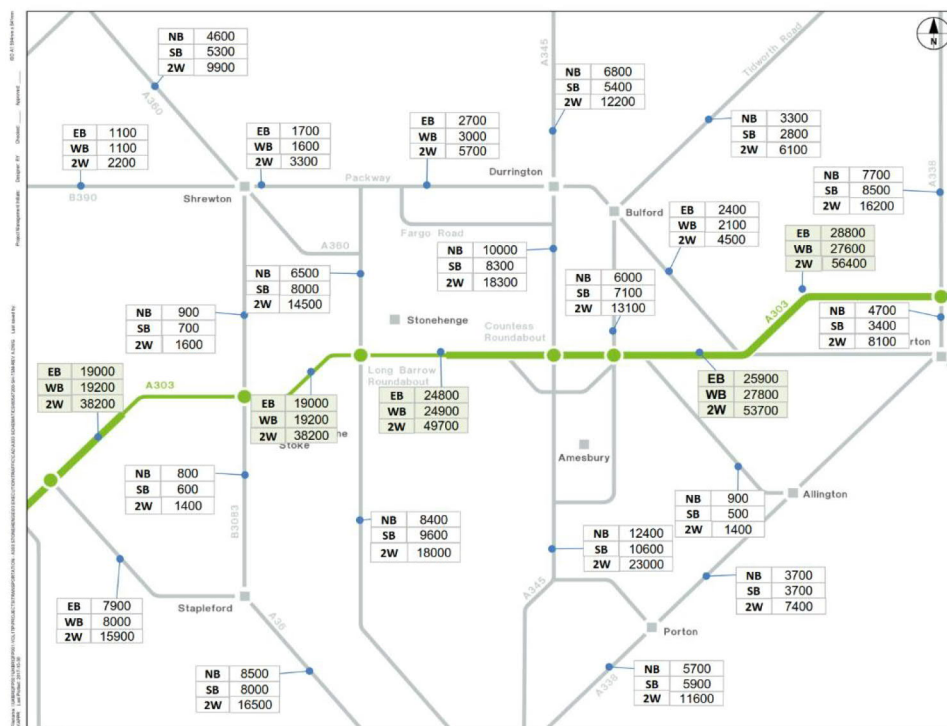 NB 4600
SB 5300
2W 9900
A360
EB 1100
WB 1100
2W 2200
B390
Shrewton
EB 1700
WB 1600
2W 3300
Packway
EB 2700
WB 3000
2W 5700
Fargo Road
A345
NB 6800
SB 5400
2W 12200
Durrington
Tidworth Road
NB 3300
SB 2800
2W 6100
N
Bulford
NB 7700
SB 8500
2W 16200
A338
EB 2400
WB 2100
2W 4500
EB 28800
WB 27600
2W 56400
A303
A360
NB 6500
SB 8000
2W 14500
NB 10000
SB 8300
2W 18300
NB 6000
SB 7100
2W 13100
NB 900
SB 700
2W 1600
Stonehenge
Countess
Roundabout
NB 4700
SB 3400
2W 8100
erton
EB 19000
WB 19200
2W 38200
A303
EB 19000
WB 19200
2W 38200
Stoke
Long Barrow
Roundabout
EB 24800
WB 24900
2W 49700
EB 25900
WB 27800
2W 53700
Amesbury
NB 800
SB 600
2W 1400
B3083
NB 900
SB 500
2W 1400
Allington
NB 8400
SB 9600
2W 18000
NB 12400
SB 10600
2W 23000
A345
NB 3700
SB 3700
2W 7400
EB 7900
WB 8000
2W 15900
Stapleford
A36
NB 8500
SB 8000
2W 16500
Porton
A338
NB 5700
SB 5900
2W 11600